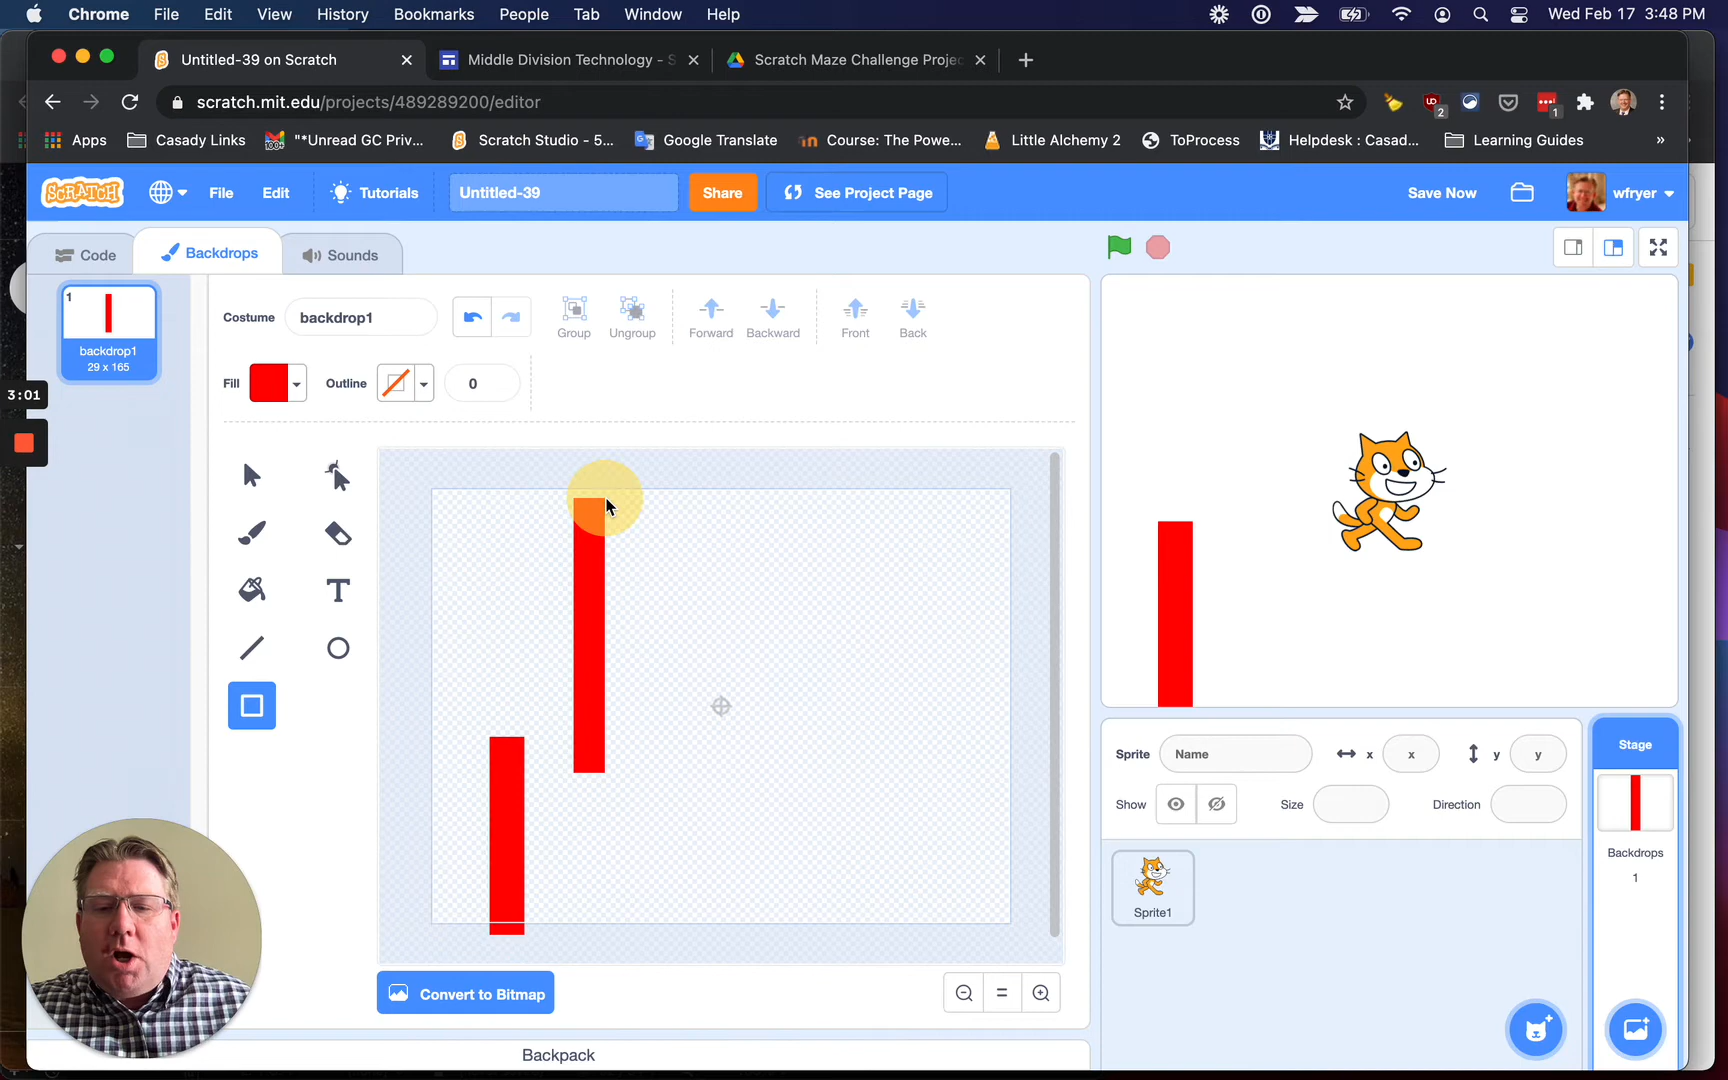 Chrome File Edit View History Bookmarks People Tab Window Help Wed Feb 17 3:48 PM
Untitled-39 on Scratch Middle Division Technology - S Scratch Maze Challenge Projec
scratch.mit.edu/projects/489289200/editor
2 1
Apps Casady Links 100+ "*Unread GC Priv... Scratch Studio - 5... Google Translate Course: The Powe... Little Alchemy 2 ToProcess Helpdesk : Casad... Learning Guides »
SCRATCH File Edit Tutorials Untitled-39 Share See Project Page Save Now wfryer
Code Backdrops Sounds
1
backdrop1
29 x 165
Costume backdrop1 Group Ungroup Forward Backward Front Back
Fill Outline 0
3:01
T
Convert to Bitmap
Backpack
Sprite Name x x y y
Show Size Direction
Sprite1
Stage
Backdrops
1